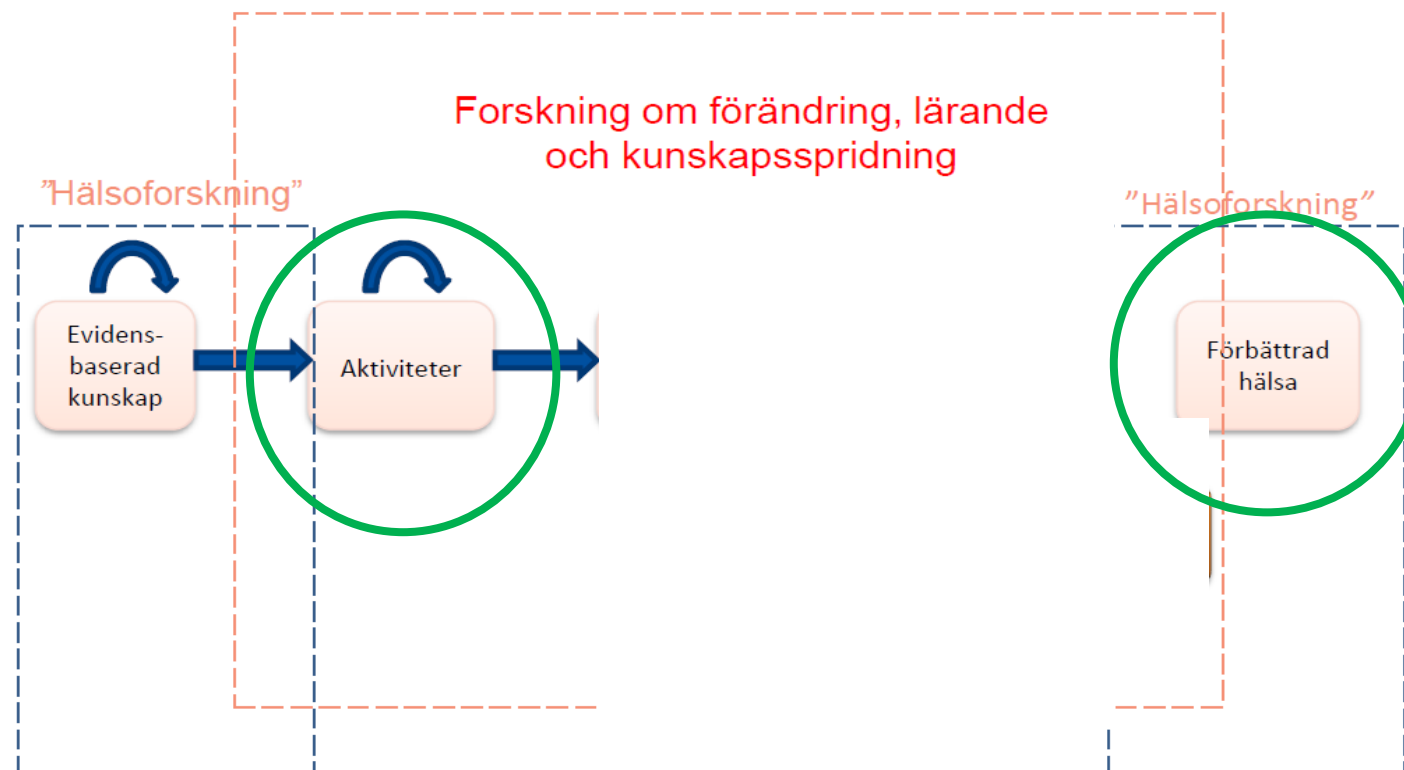 Forskning om förändring, lärande
och kunskapsspridning
"Hälsoforskning"
"Hälsoforskning"
Evidens-
baserad
kunskap
Aktiviteter
Förbättrad
hälsa